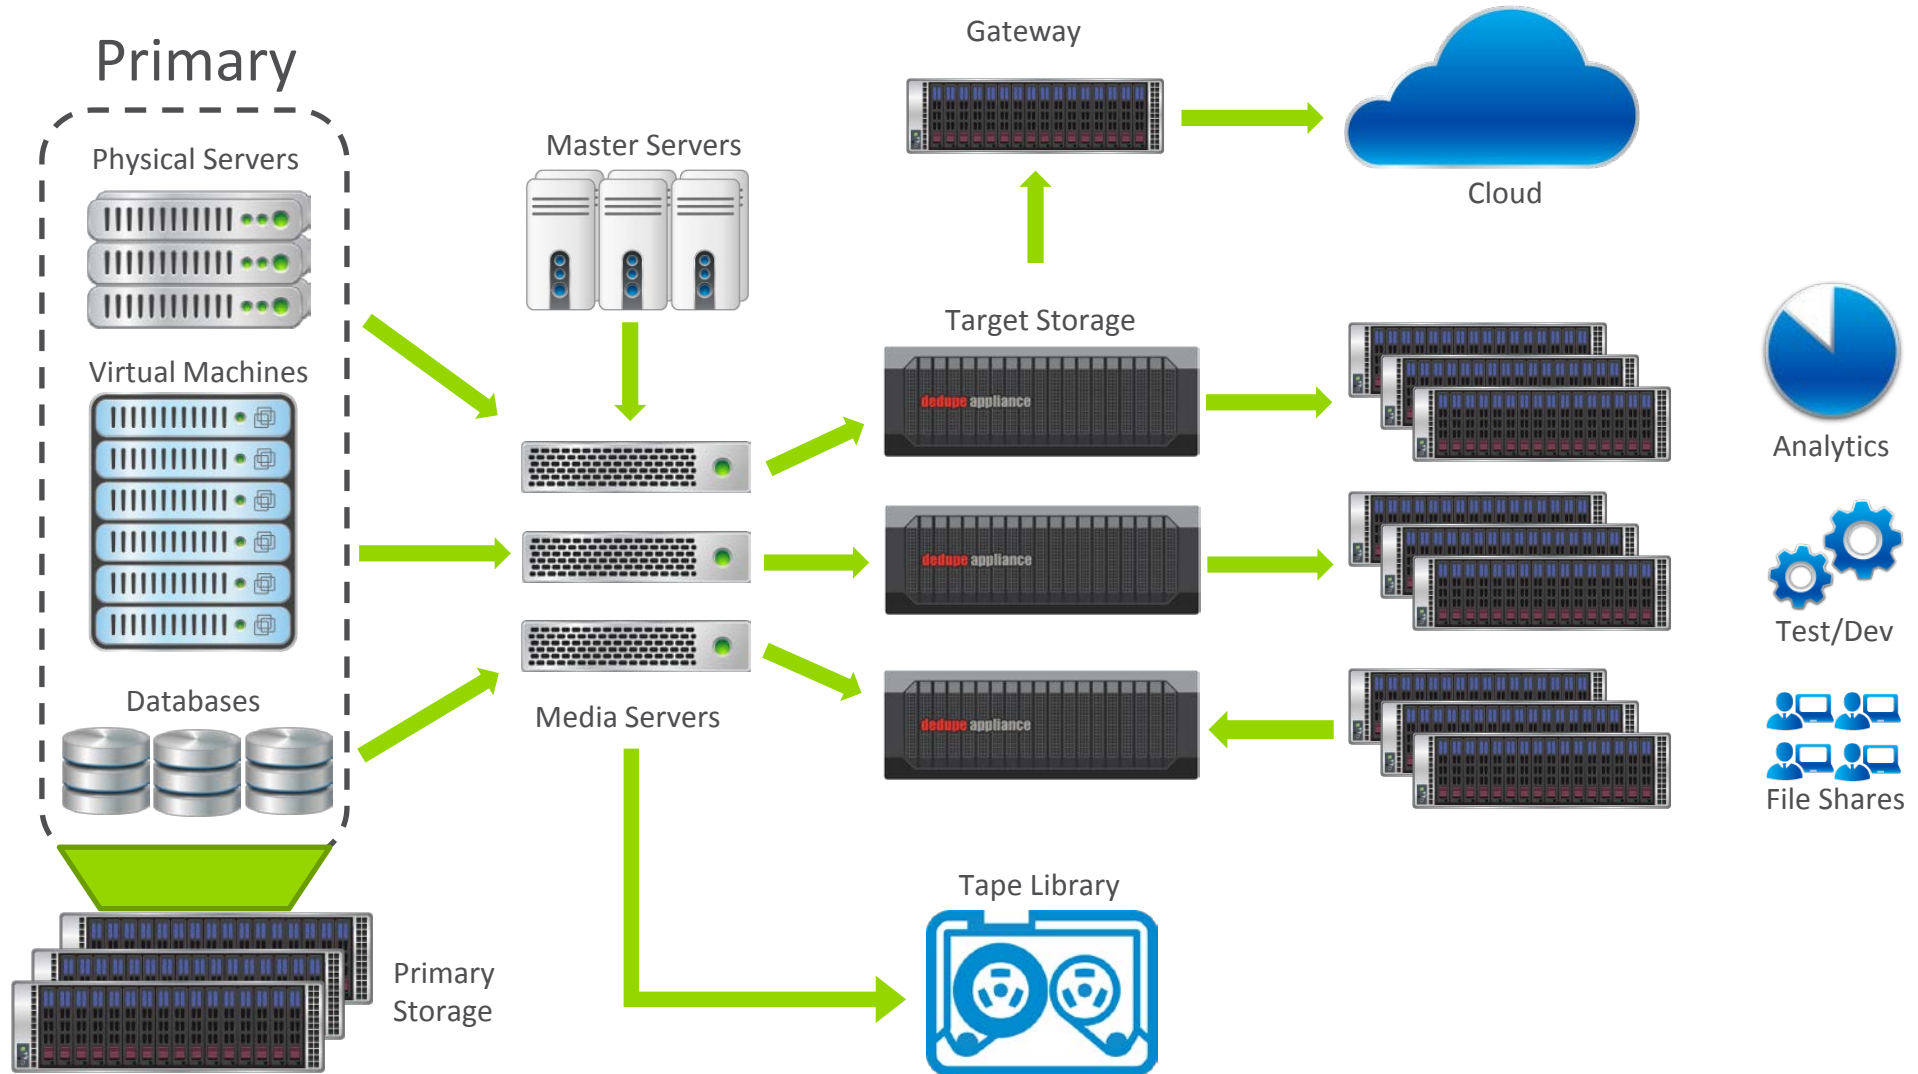 Primary
Physical Servers
Virtual Machines
Databases
Primary
Storage
Master Servers
Media Servers
Gateway
Cloud
Target Storage
dedupe appliance
dedupe appliance
dedupe appliance
Tape Library
Analytics
Test/Dev
File Shares